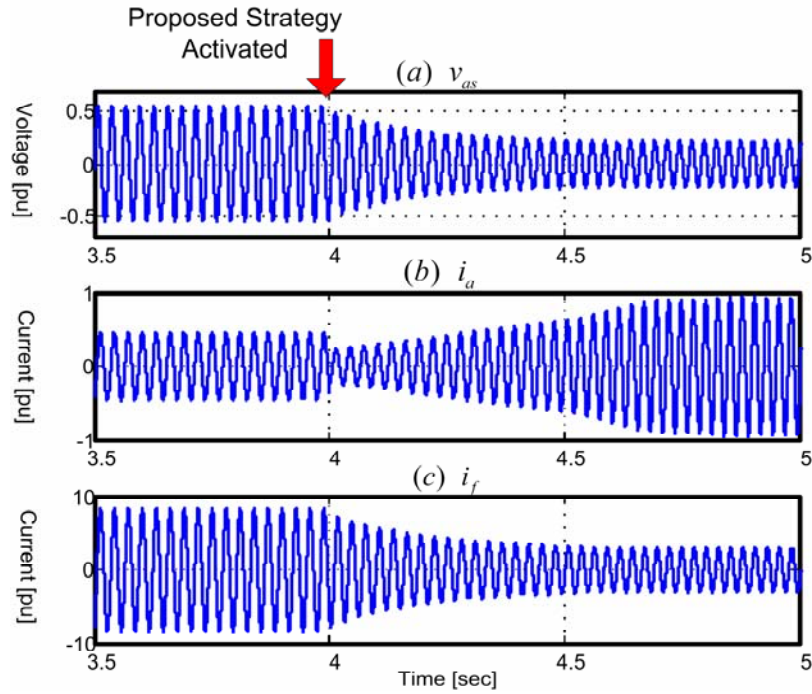 Proposed Strategy
Activated
(a) vas
Voltage [pu]
0.5
0
-0.5
3.5 4 4.5 5
(b) ia
Current [pu]
1
0
-1
3.5 4 4.5 5
(c) if
Current [pu]
10
0
-10
3.5 4 4.5 5
Time [sec]